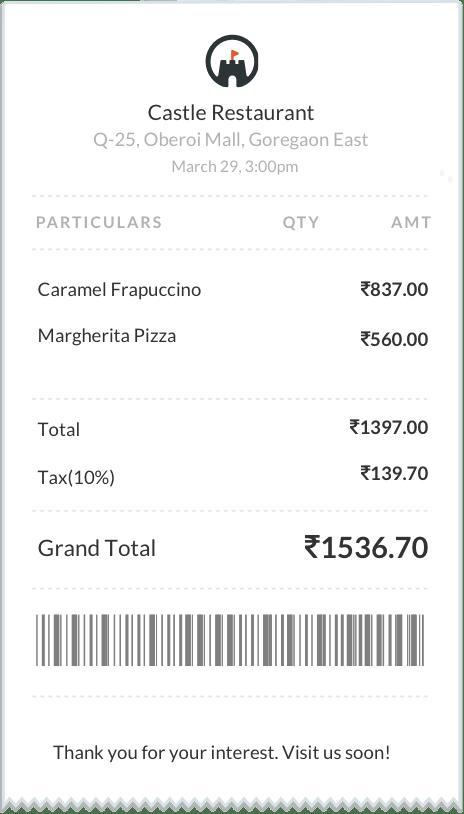 Castle Restaurant
Q-25, Oberoi Mall, Goregaon East
March 29, 3:00pm
PARTICULARS QTY AMT
Caramel Frapuccino ₹837.00
Margherita Pizza ₹560.00
Total ₹1397.00
Tax(10%) ₹139.70
Grand Total ₹1536.70
Thank you for your interest. Visit us soon!